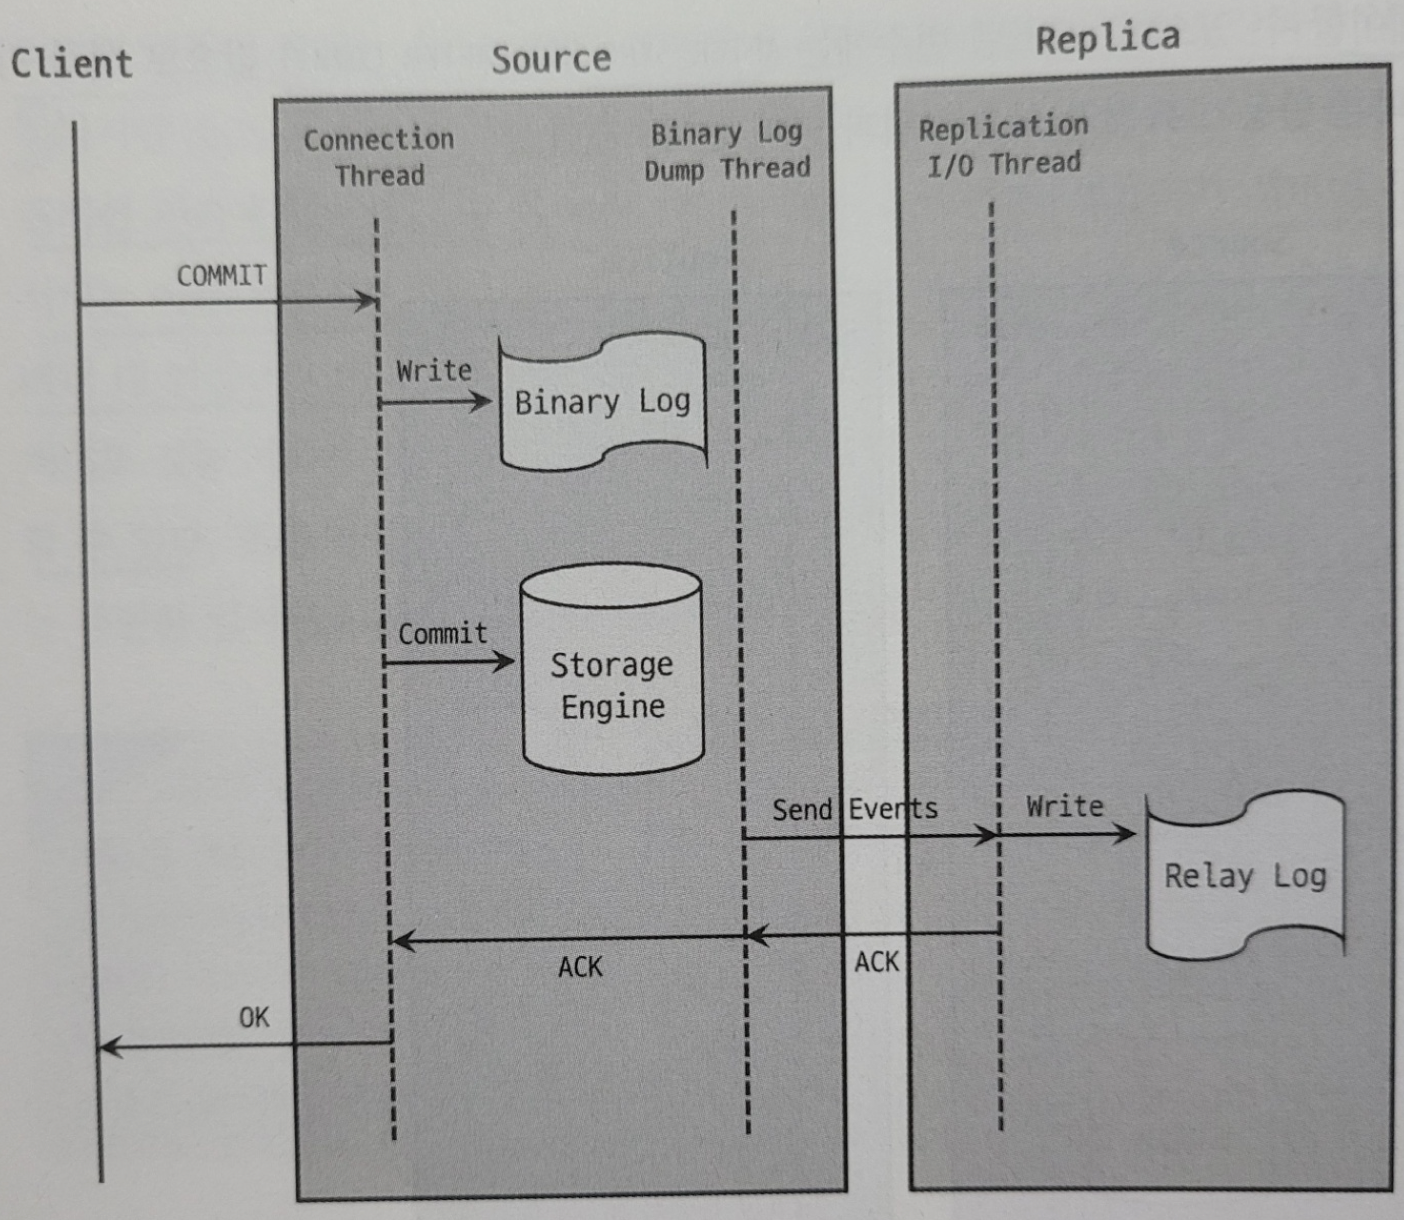 Client
Source
Replica
Connection
Thread
Binary Log
Dump Thread
Replication
I/O Thread
COMMIT
Write
Binary Log
Commit
Storage
Engine
Send Events
Write
Relay Log
ACK
ACK
OK